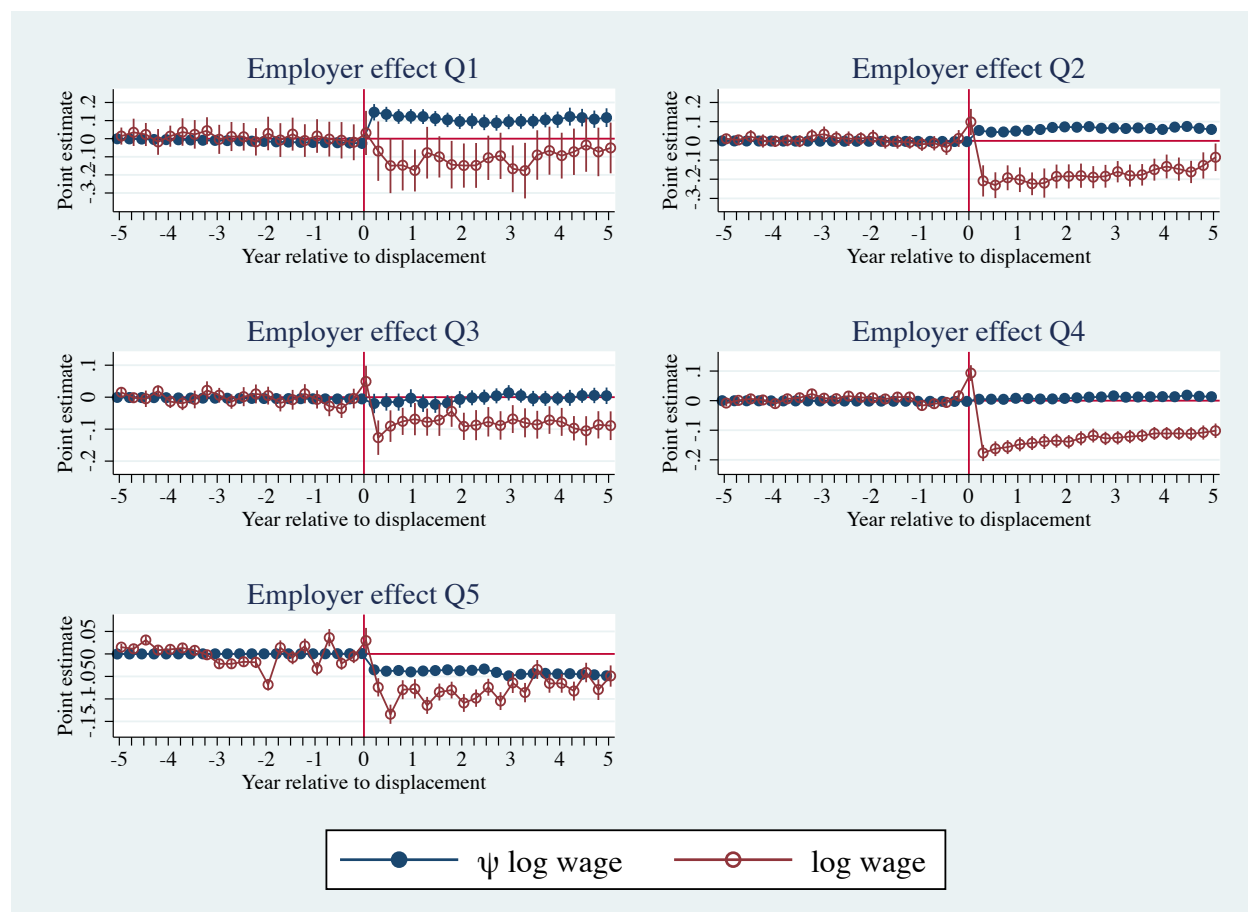 Employer effect Q1
Point estimate
-.3-.2-.10 .1 .2
-5 -4 -3 -2 -1 0 1 2 3 4 5
Year relative to displacement
Employer effect Q2
Point estimate
-.3-.2-.10 .1 .2
-5 -4 -3 -2 -1 0 1 2 3 4 5
Year relative to displacement
Employer effect Q3
Point estimate
-.2 -.1 0 .1
-5 -4 -3 -2 -1 0 1 2 3 4 5
Year relative to displacement
Employer effect Q4
Point estimate
-.2 -.1 0 .1
-5 -4 -3 -2 -1 0 1 2 3 4 5
Year relative to displacement
Employer effect Q5
Point estimate
-.15-.1-.050 .05
-5 -4 -3 -2 -1 0 1 2 3 4 5
Year relative to displacement
ψ log wage log wage